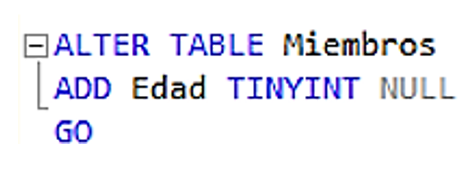 ALTER TABLE Miembros
ADD Edad TINYINT NULL
GO